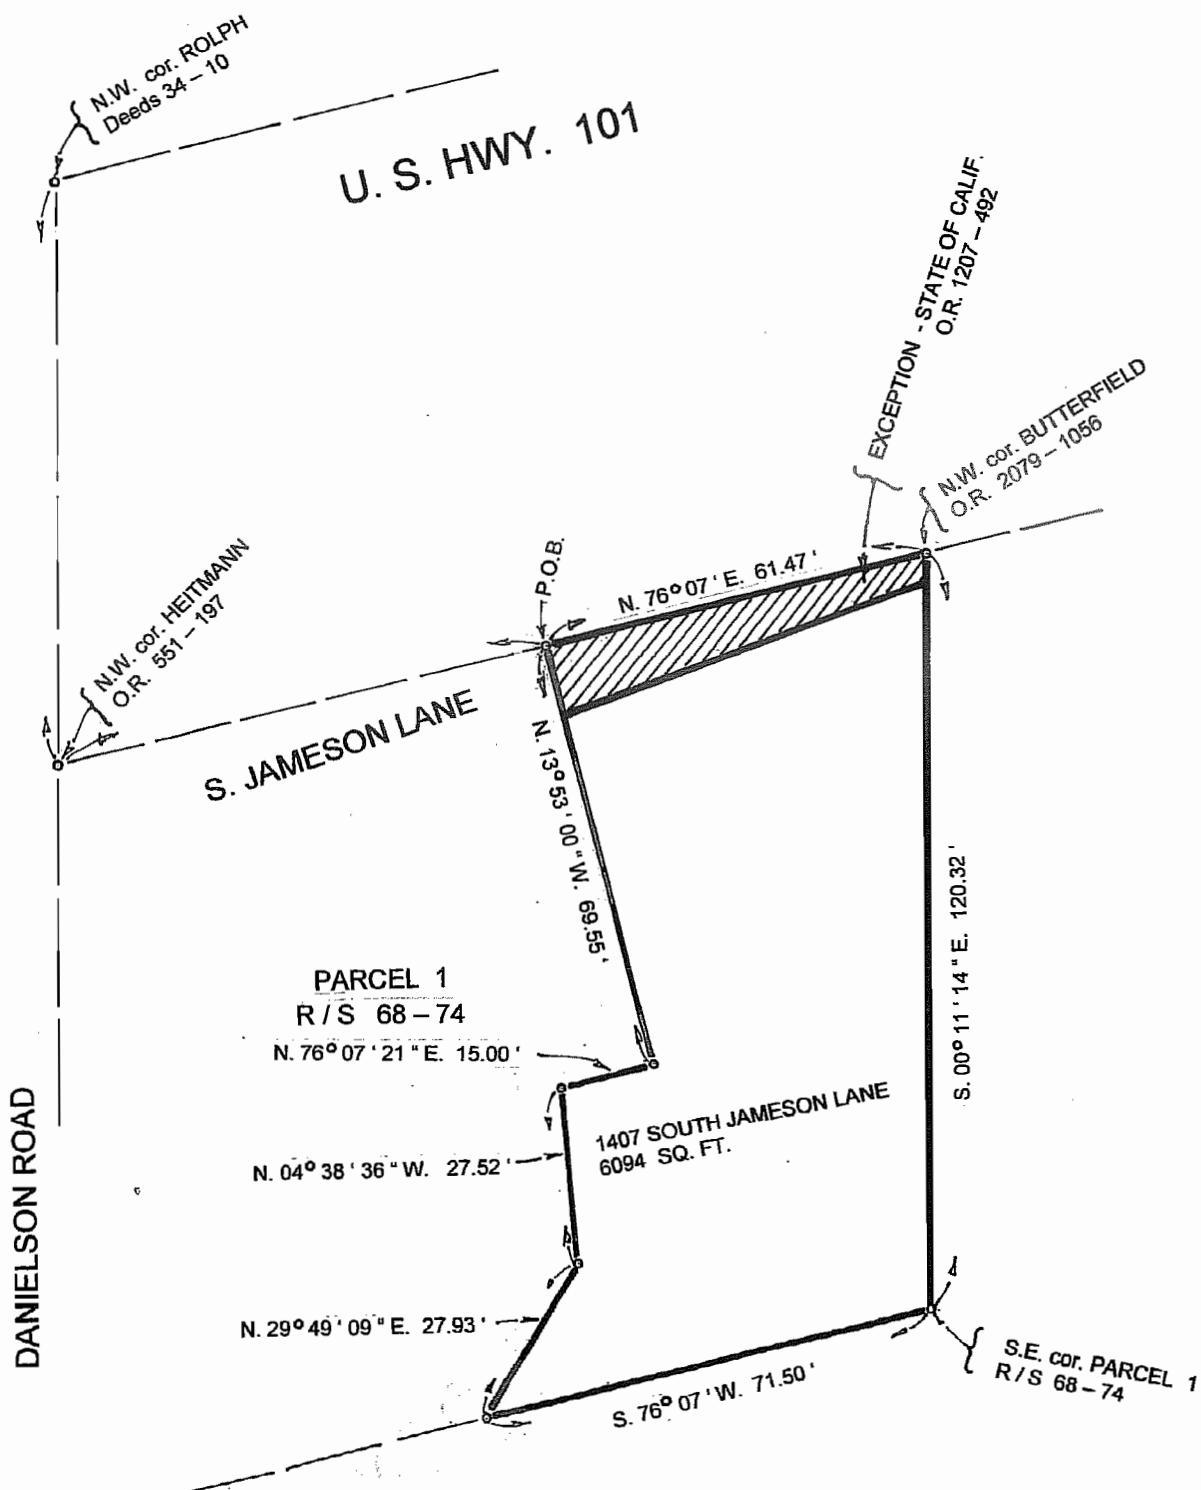 N.W. cor. ROLPH
Deeds 34 – 10
U. S. HWY. 101
EXCEPTION - STATE OF CALIF.
O.R. 1207 – 492
N.W. cor. BUTTERFIELD
O.R. 2079 – 1056
P.O.B.
N. 76° 07 ' E. 61.47 '
N.W. cor. HEITMANN
O.R. 551 – 197
S. JAMESON LANE
N. 13° 53 ' 00 " W. 69.55 '
S. 00° 11 ' 14 " E. 120.32 '
PARCEL 1
R / S 68 – 74
N. 76° 07 ' 21 " E. 15.00 '
1407 SOUTH JAMESON LANE
6094 SQ. FT.
N. 04° 38 ' 36 " W. 27.52 '
DANIELSON ROAD
N. 29° 49 ' 09 " E. 27.93 '
S.E. cor. PARCEL 1
R / S 68 – 74
S. 76° 07 ' W. 71.50 '